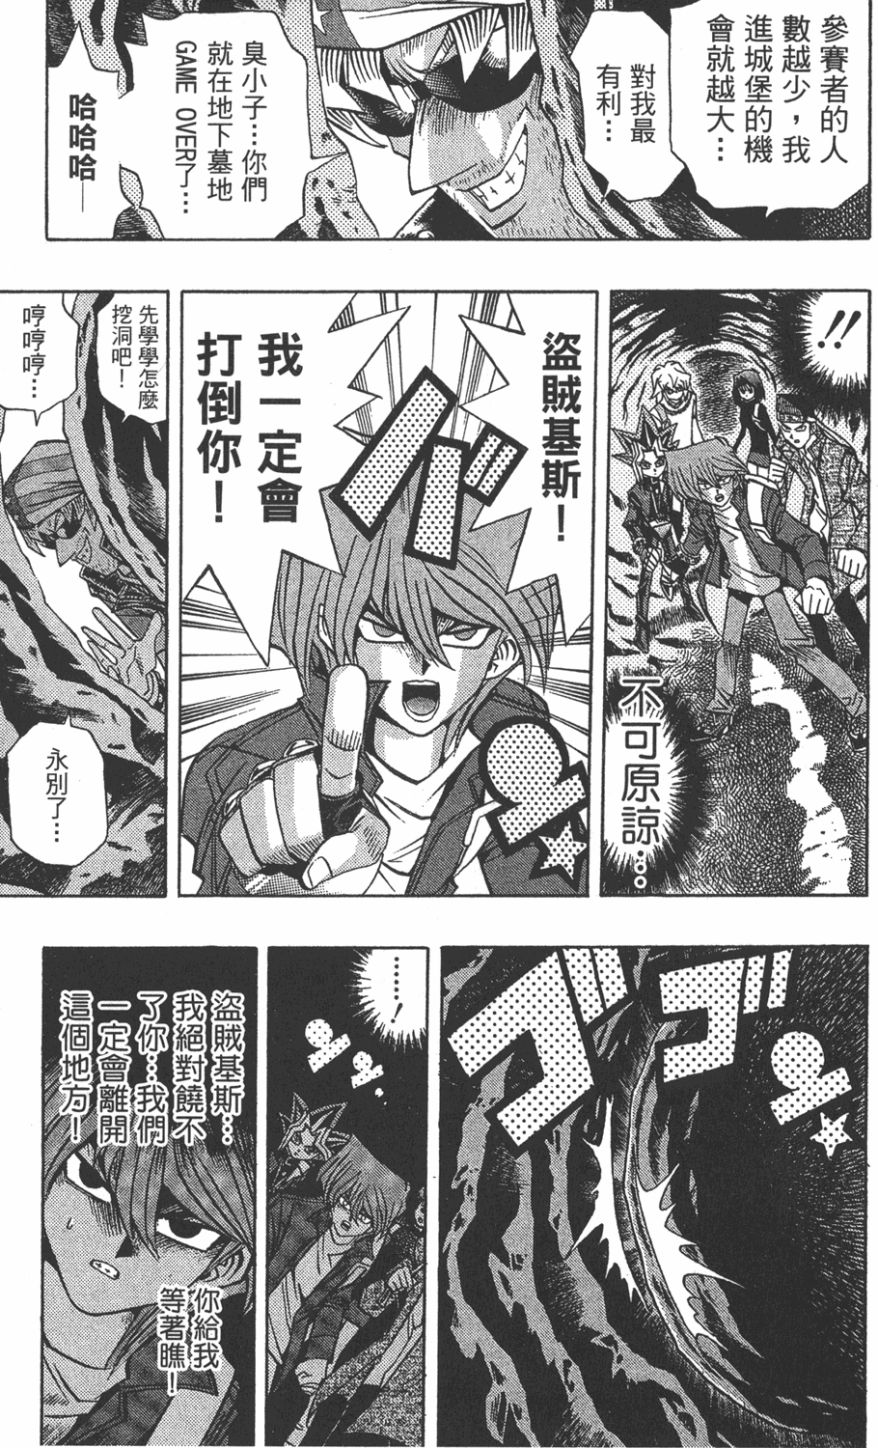 參賽者的人
數越少，我
進城堡的機
會就越大…
對我最
有利…
臭小子…你們
就在地下墓地
GAME OVER了…
哈哈哈——
!!
不可原諒…
盜賊基斯！
我一定會
打倒你！
バン
先學學怎麼
挖洞吧！
哼哼哼…
永別了…
ゴゴン
……！
ン
盜賊基斯…
我絕對饒不
了你…我們
一定會離開
這個地方！
你給我
等著瞧！